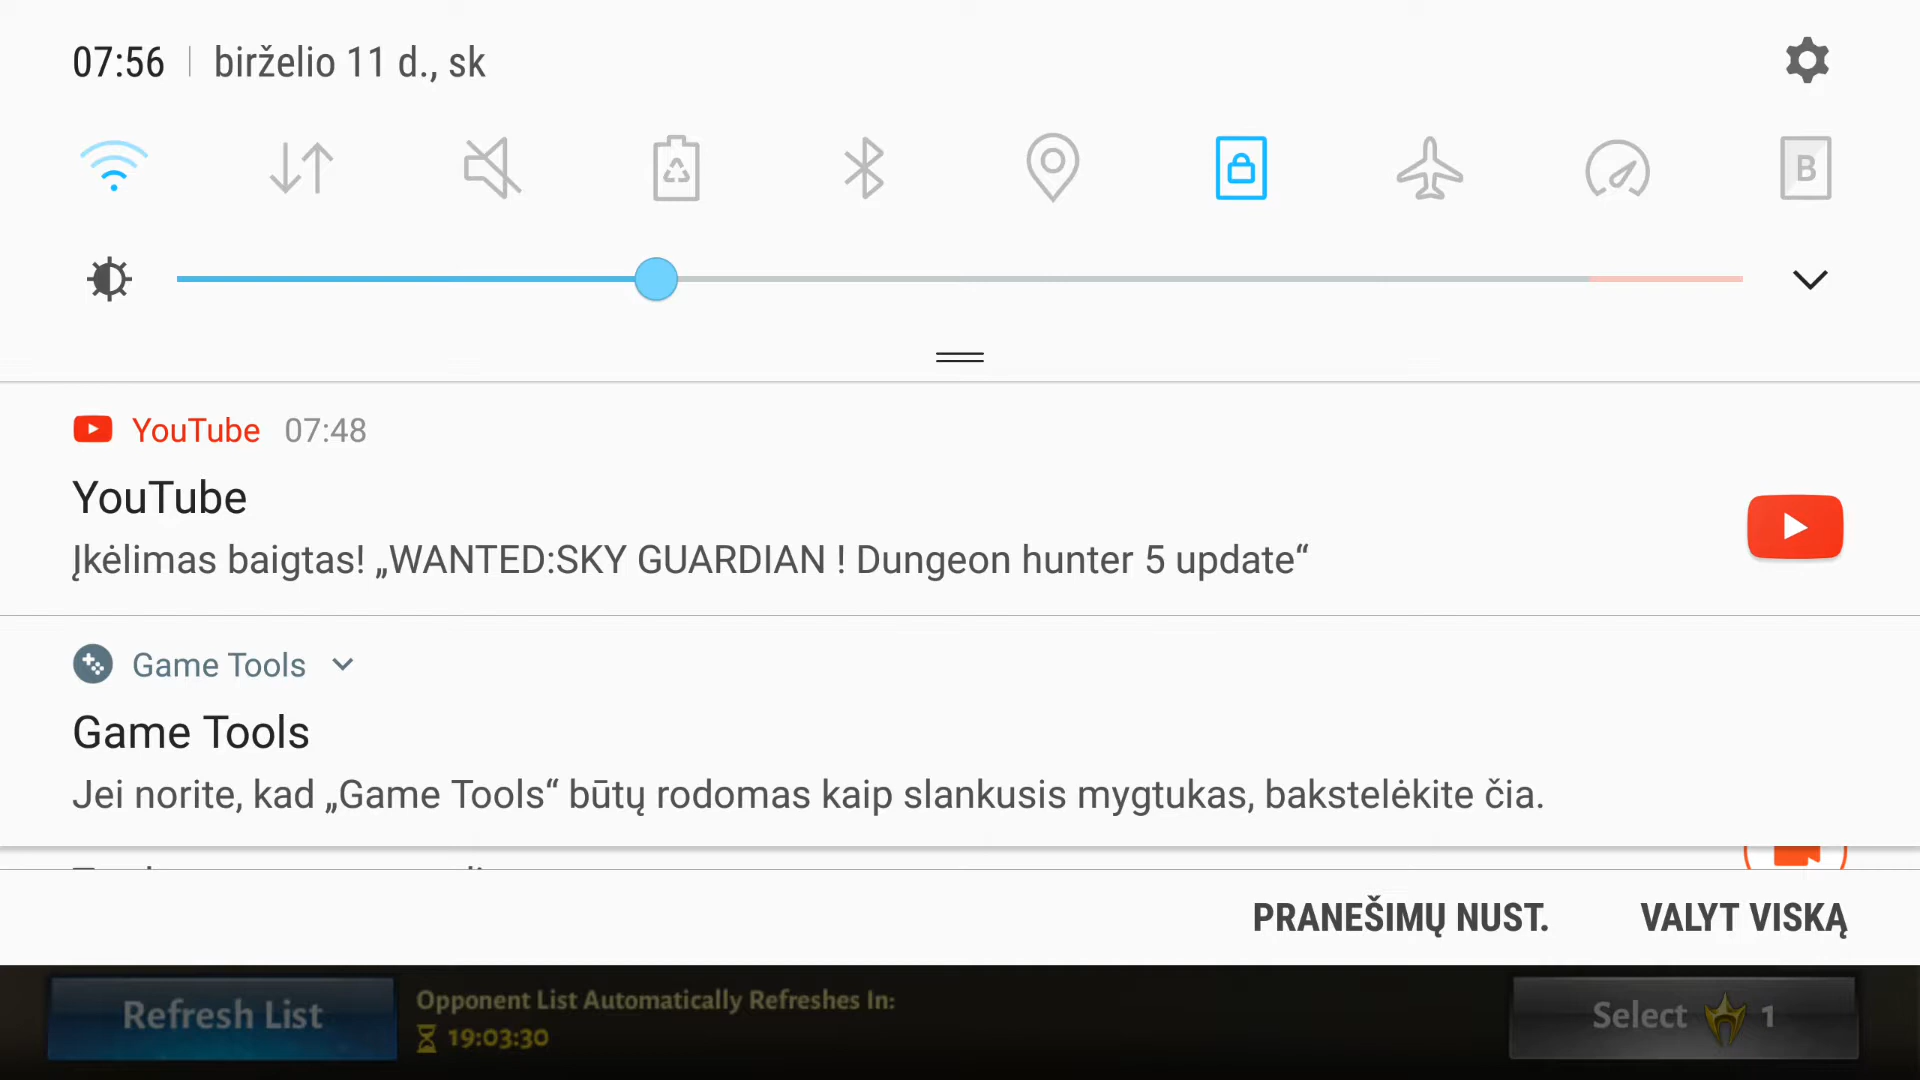 07:56 birželio 11 d., sk
B
YouTube 07:48
YouTube
Įkėlimas baigtas! „WANTED:SKY GUARDIAN ! Dungeon hunter 5 update“
Game Tools
Game Tools
Jei norite, kad „Game Tools“ būtų rodomas kaip slankusis mygtukas, bakstelėkite čia.
PRANEŠIMŲ NUST. VALYT VISKĄ
Refresh List
Opponent List Automatically Refreshes In:
19:03:30
Select 1